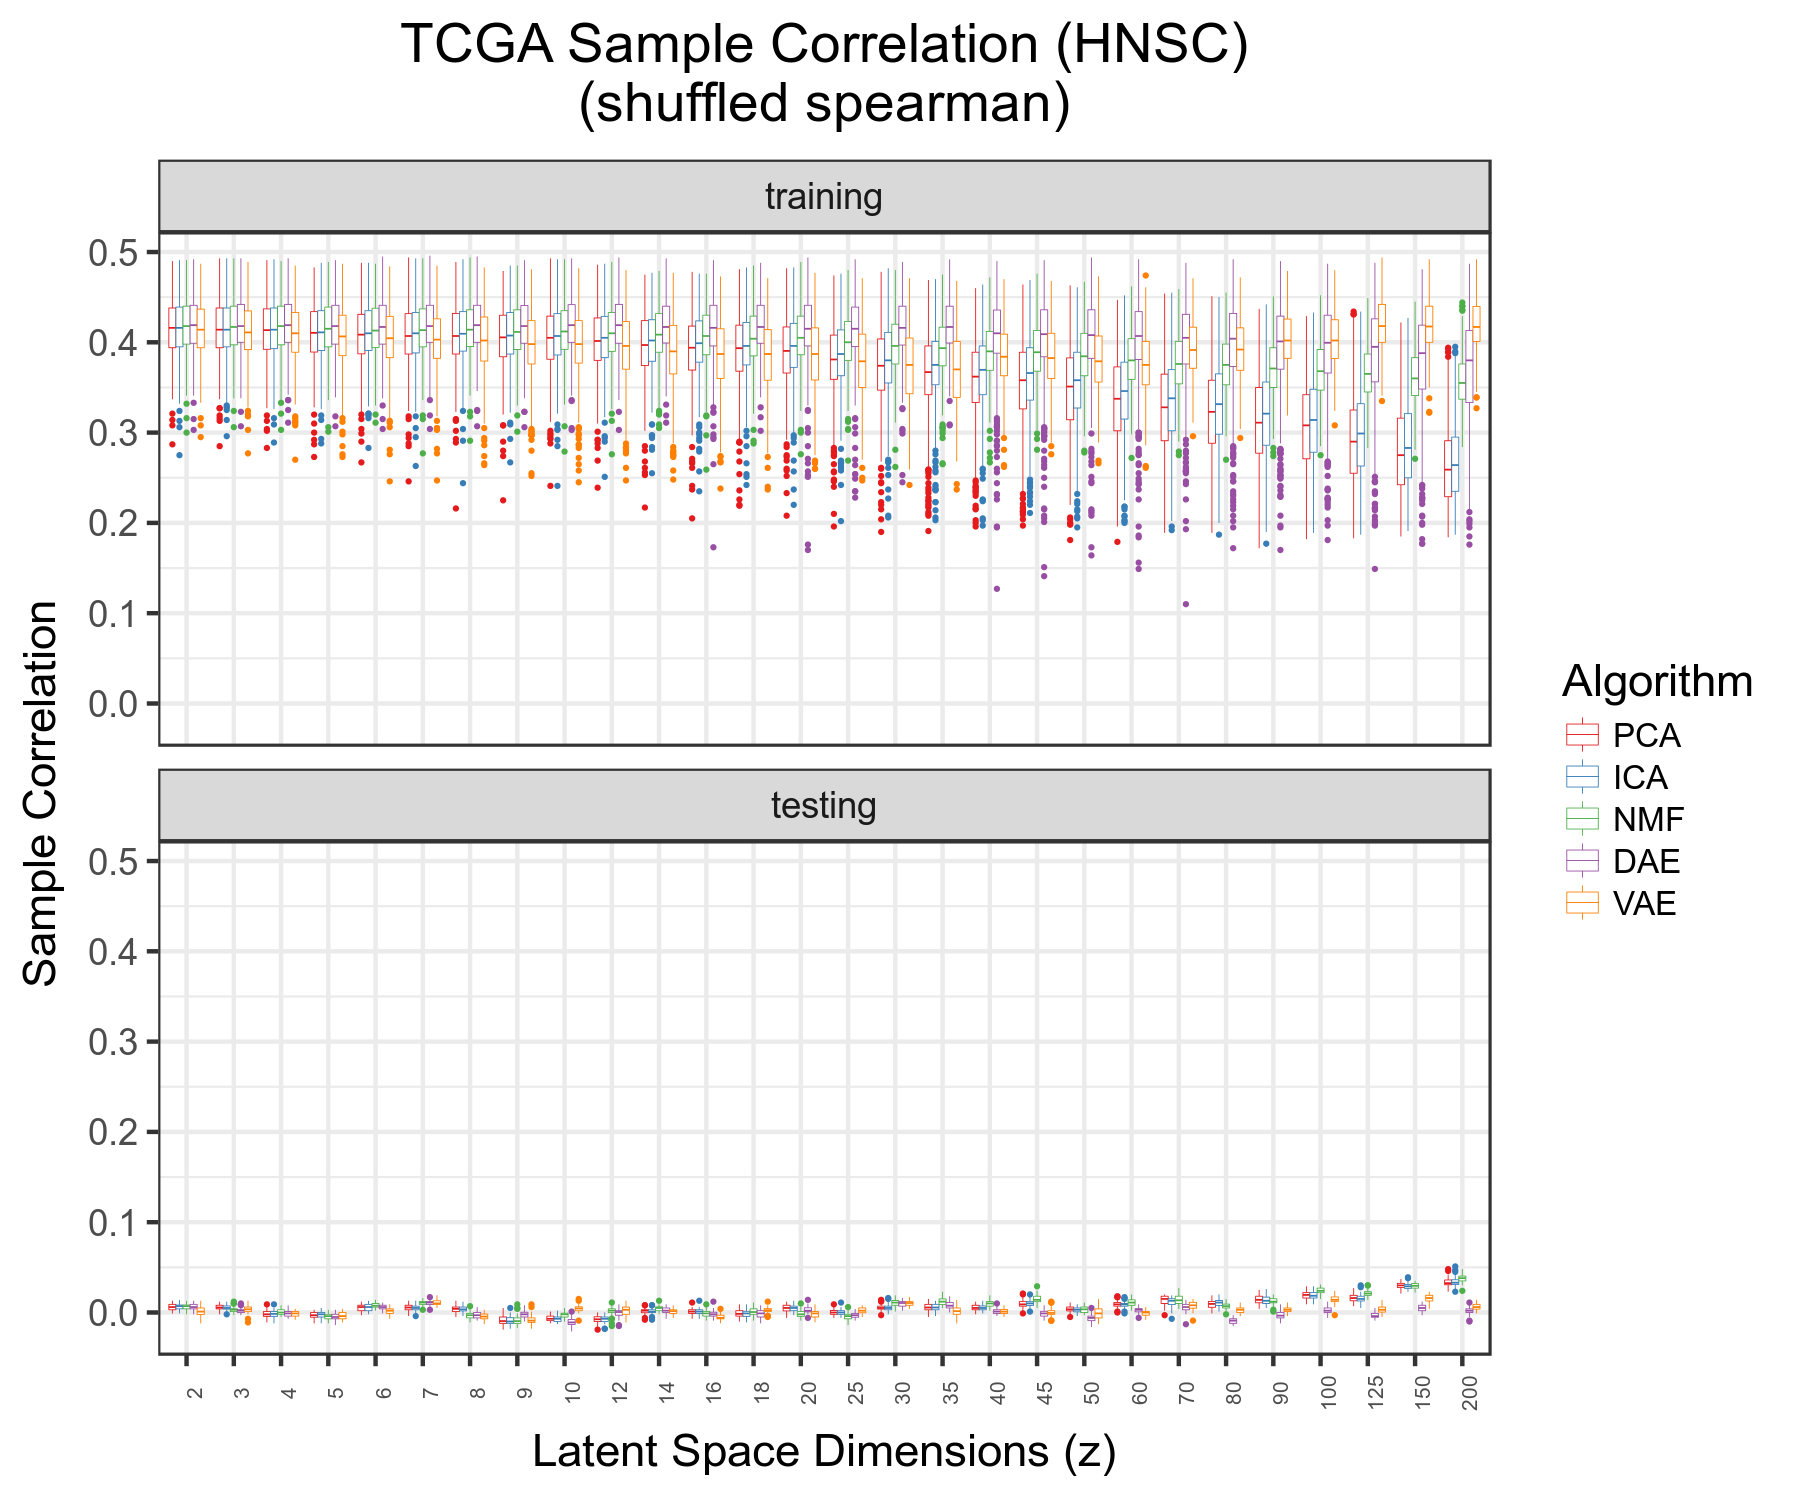 TCGA Sample Correlation (HNSC)
(shuffled spearman)
training
0.5
0.4
0.3
0.2
0.1
0.0
testing
0.5
0.4
0.3
0.2
0.1
0.0
Sample Correlation
2 3 4 5 6 7 8 9 10 12 14 16 18 20 25 30 35 40 45 50 60 70 80 90 100 125 150 200
Latent Space Dimensions (z)
Algorithm
PCA
ICA
NMF
DAE
VAE